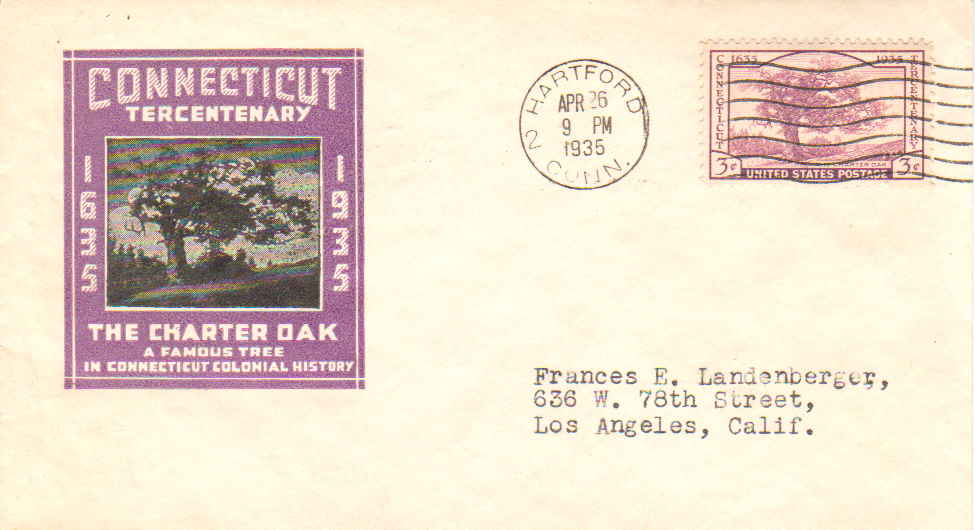 CONNECTICUT
TERCENTENARY
1635
1935
THE CHARTER OAK
A FAMOUS TREE
IN CONNECTICUT COLONIAL HISTORY
HARTFORD
APR 26
9 PM
1935
2 CONN.
1635 1935
CONNECTICUT
TERCENTENARY
CHARTER OAK
3¢ 3¢
UNITED STATES POSTAGE
Frances E. Landenberger,
636 W. 78th Street,
Los Angeles, Calif.